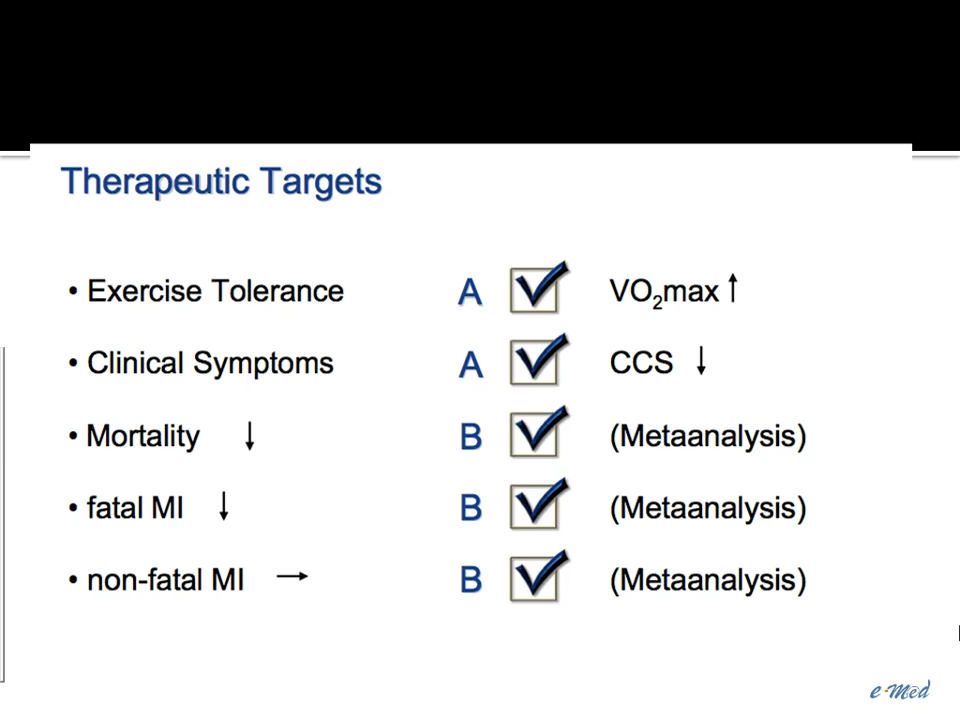 Therapeutic Targets
• Exercise Tolerance A VO₂max ↑
• Clinical Symptoms A CCS ↓
• Mortality ↓ B (Metaanalysis)
• fatal MI ↓ B (Metaanalysis)
• non-fatal MI → B (Metaanalysis)
e-Med